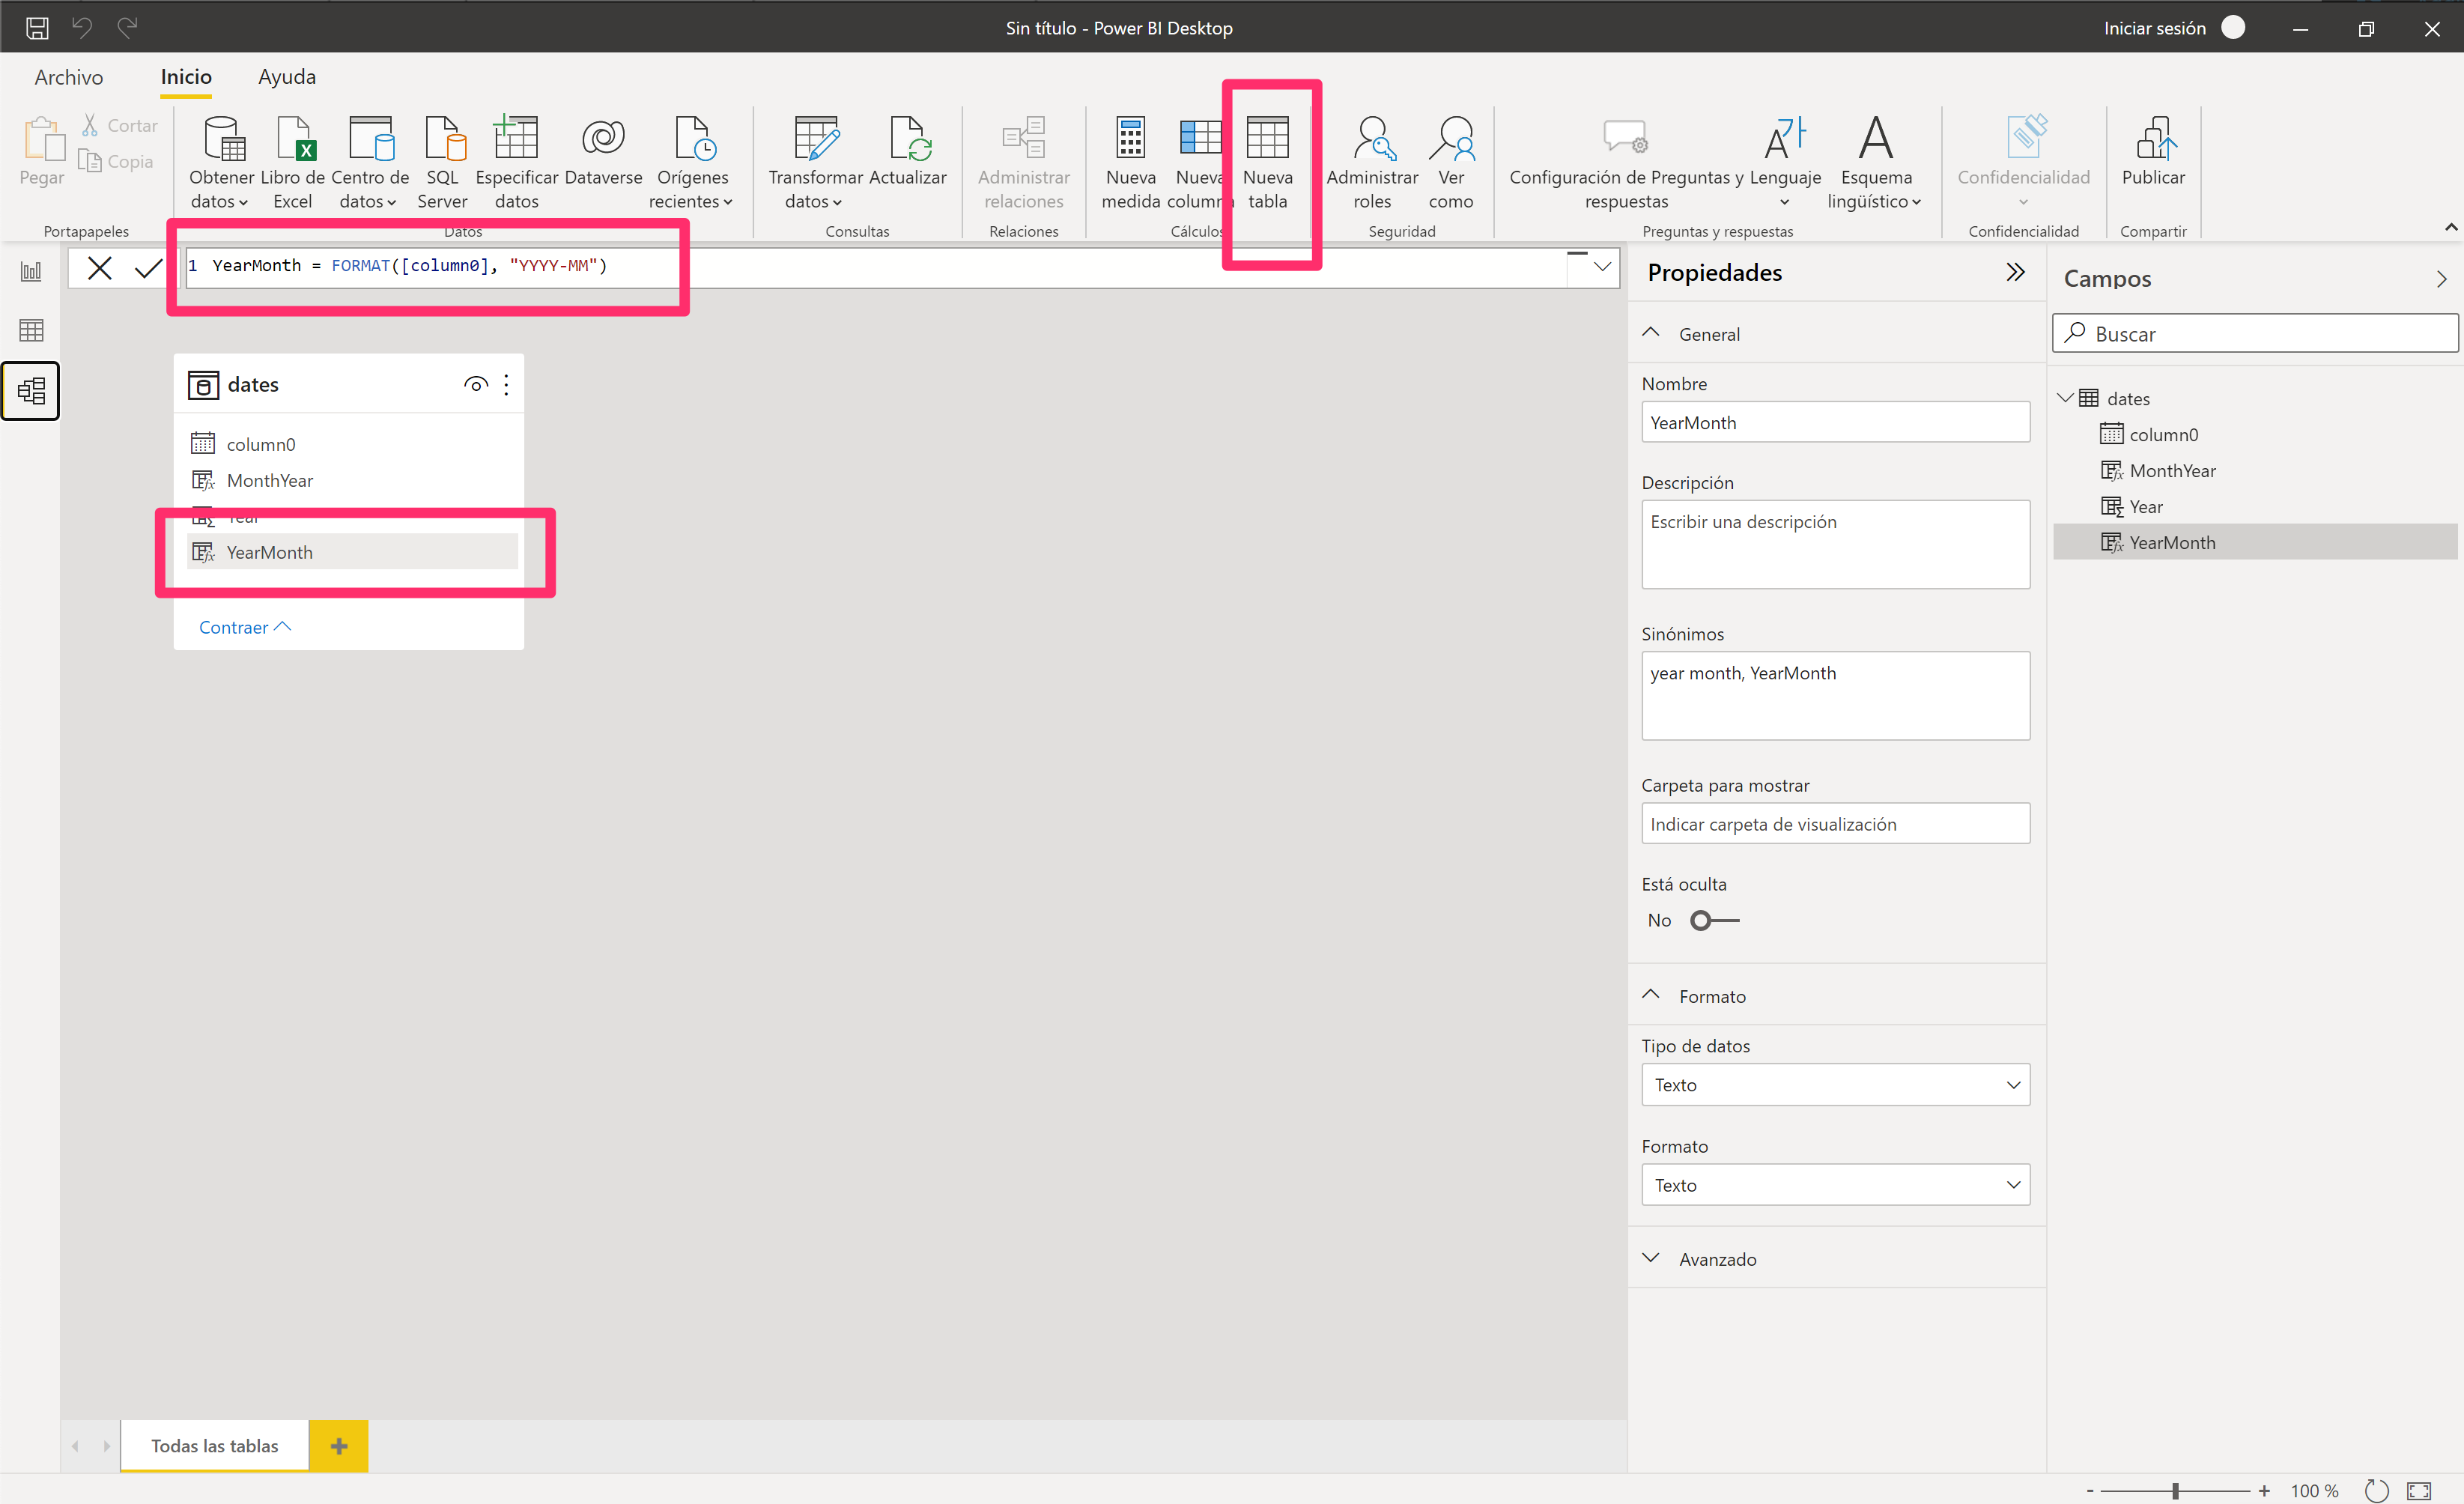 Sin título - Power BI Desktop
Iniciar sesión
Archivo
Inicio
Ayuda
Pegar
Cortar
Copia
Portapapeles
Obtener datos
Libro de Excel
Centro de datos
SQL Server
Especificar datos
Dataverse
Orígenes recientes
Datos
Transformar datos
Actualizar
Consultas
Administrar relaciones
Relaciones
Nueva medida
Nueva column
Nueva tabla
Cálculos
Administrar roles
Ver como
Seguridad
Configuración de Preguntas y respuestas
Lenguaje
Esquema lingüístico
Preguntas y respuestas
Confidencialidad
Confidencialidad
Publicar
Compartir
1 YearMonth = FORMAT([column0], "YYYY-MM")
dates
column0
MonthYear
Year
YearMonth
Contraer
Propiedades
General
Nombre
YearMonth
Descripción
Escribir una descripción
Sinónimos
year month, YearMonth
Carpeta para mostrar
Indicar carpeta de visualización
Está oculta
No
Formato
Tipo de datos
Texto
Formato
Texto
Avanzado
Campos
Buscar
dates
column0
MonthYear
Year
YearMonth
Todas las tablas
- + 100 %